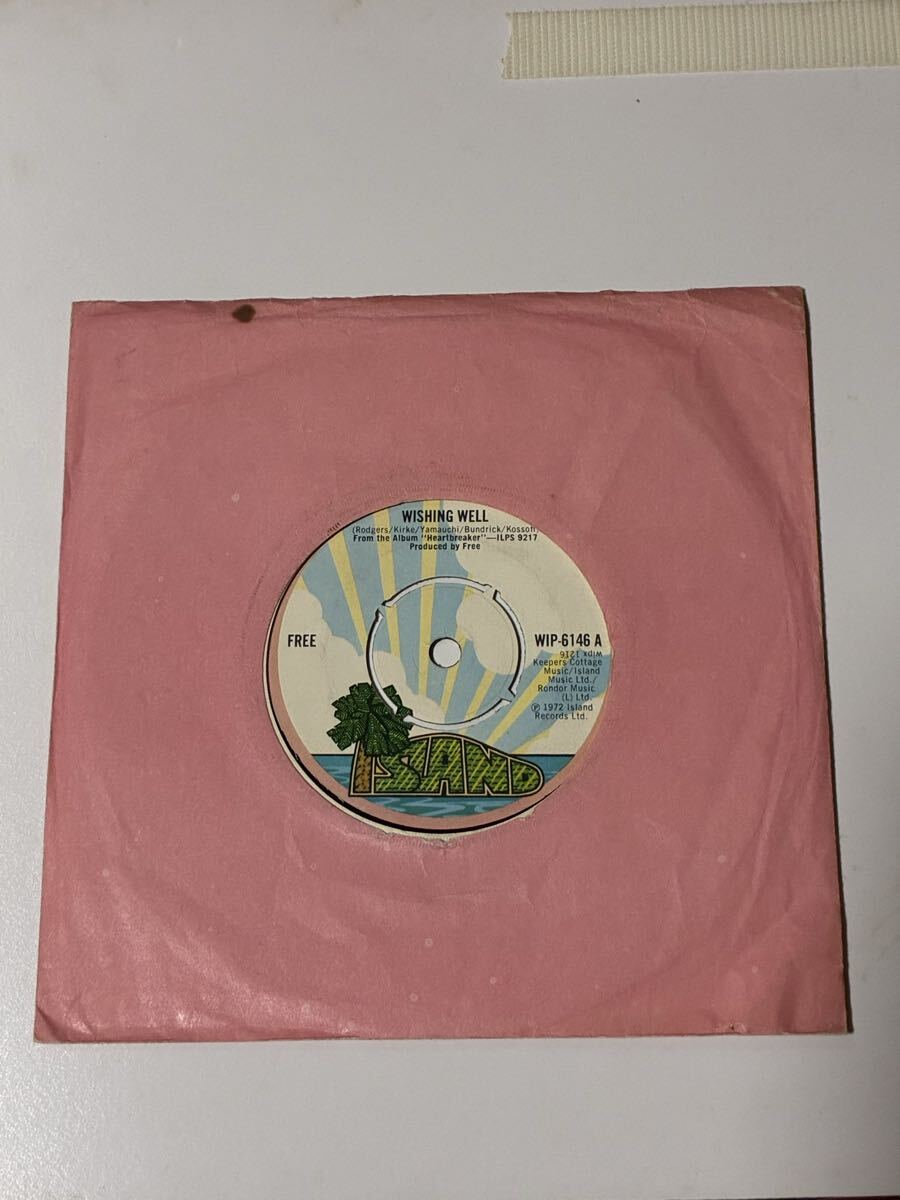 WISHING WELL
(Rodgers/Kirke/Yamauchi/Bundrick/Kossoff)
From the Album "Heartbreaker"—ILPS 9217
Produced by Free
FREE
WIP-6146 A
wipx 1216
Keepers Cottage
Music/Island
Music Ltd./
Rondor Music
(L) Ltd.
℗ 1972 Island
Records Ltd.
ISLAND